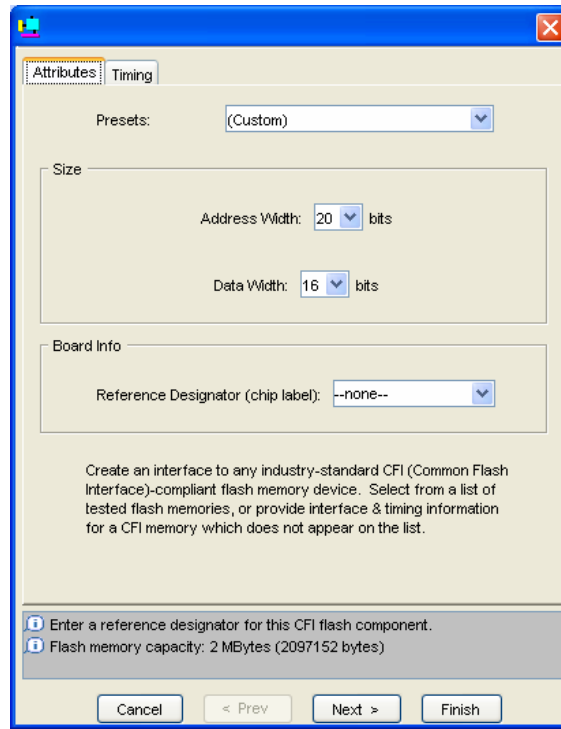 Attributes Timing
Presets: (Custom)
Size
Address Width: 20 bits
Data Width: 16 bits
Board Info
Reference Designator (chip label): --none--
Create an interface to any industry-standard CFI (Common Flash
Interface)-compliant flash memory device. Select from a list of
tested flash memories, or provide interface & timing information
for a CFI memory which does not appear on the list.
Enter a reference designator for this CFI flash component.
Flash memory capacity: 2 MBytes (2097152 bytes)
Cancel < Prev Next > Finish